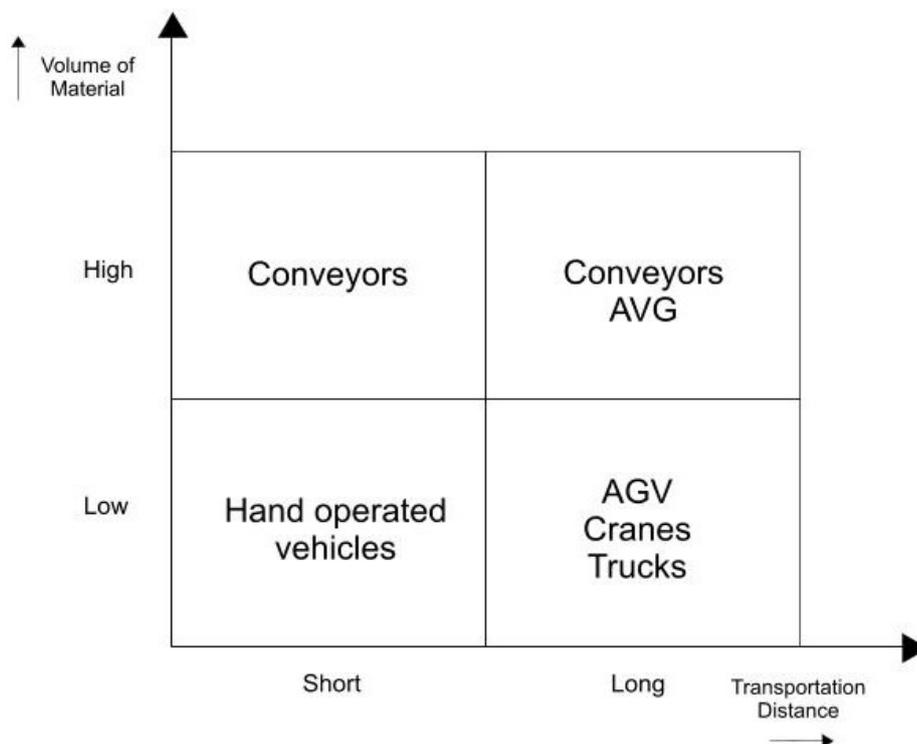 Volume of
Material
High
Conveyors
Conveyors
AVG
Low
Hand operated
vehicles
AGV
Cranes
Trucks
Short
Long
Transportation
Distance